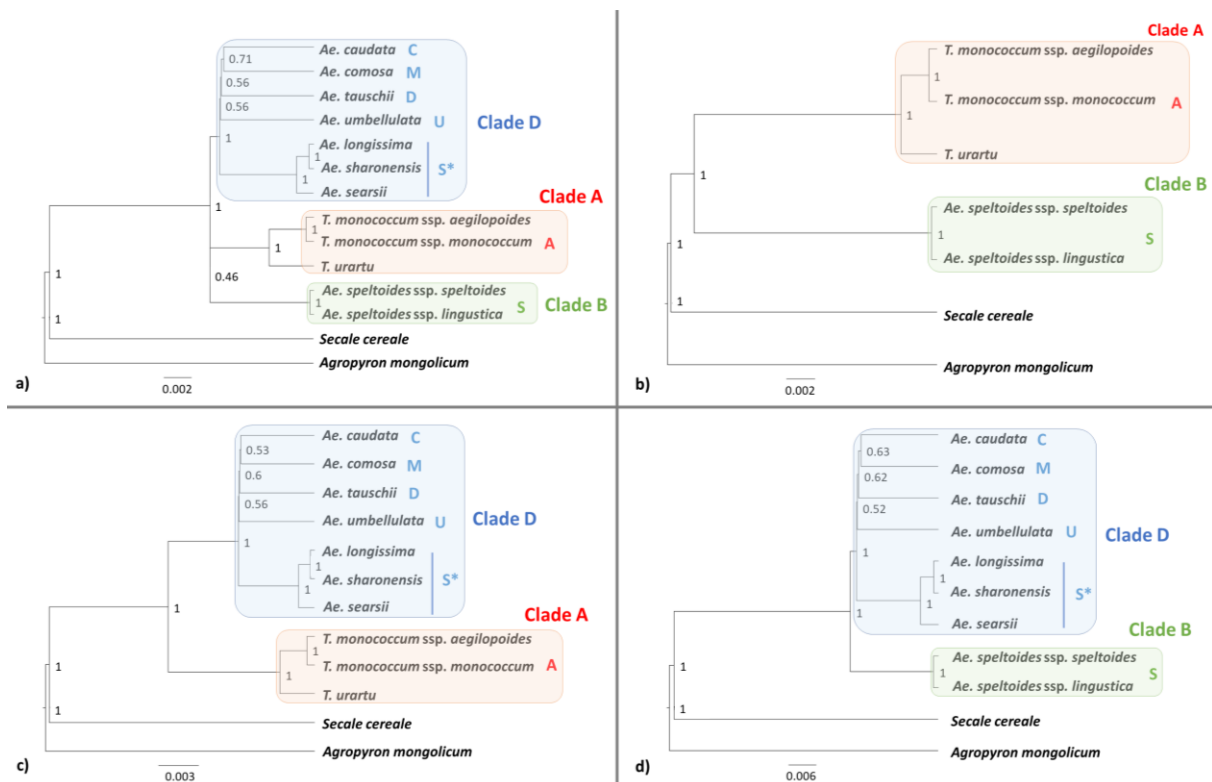 Ae. caudata C
0.71
Ae. comosa M
0.56
Ae. tauschii D
0.56
Ae. umbellulata U
Clade D
1
Ae. longissima
1
Ae. sharonensis S*
1
Ae. searsii
Clade A
1
T. monococcum ssp. aegilopoides
1
T. monococcum ssp. monococcum A
1
T. urartu
1
0.46
Ae. speltoides ssp. speltoides
1
S Clade B
Ae. speltoides ssp. lingustica
1
Secale cereale
Agropyron mongolicum
a)
0.002
Clade A
T. monococcum ssp. aegilopoides
1
T. monococcum ssp. monococcum A
1
T. urartu
1
Clade B
Ae. speltoides ssp. speltoides
1
S
Ae. speltoides ssp. lingustica
1
1
Secale cereale
Agropyron mongolicum
b)
0.002
Ae. caudata C
0.53
Ae. comosa M
0.6
Ae. tauschii D
0.56
Ae. umbellulata U
Clade D
1
Ae. longissima
1
Ae. sharonensis S*
1
Ae. searsii
1
Clade A
T. monococcum ssp. aegilopoides
1
T. monococcum ssp. monococcum A
1
T. urartu
1
1
Secale cereale
Agropyron mongolicum
c)
0.003
Ae. caudata C
0.63
Ae. comosa M
0.62
Ae. tauschii D
0.52
Ae. umbellulata U
Clade D
1
Ae. longissima
1
Ae. sharonensis S*
1
Ae. searsii
1
Clade B
Ae. speltoides ssp. speltoides
1
S
Ae. speltoides ssp. lingustica
1
1
Secale cereale
Agropyron mongolicum
d)
0.006